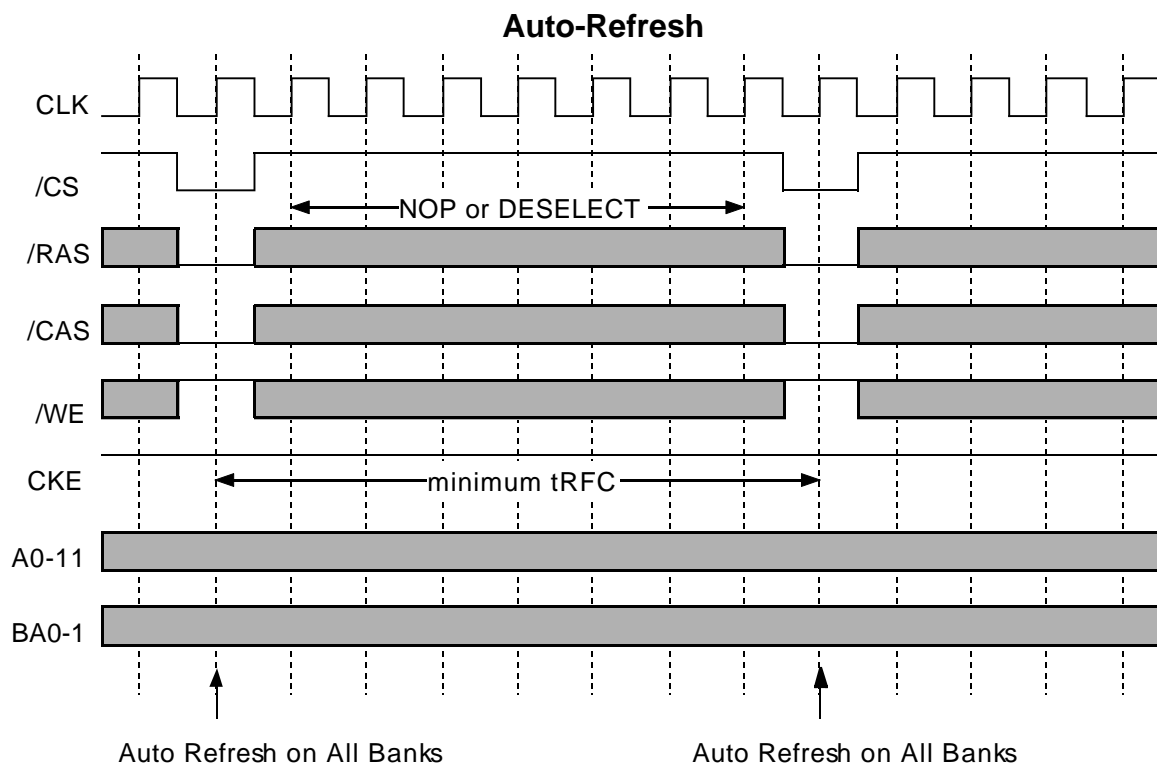 Auto-Refresh
CLK
/CS
NOP or DESELECT
/RAS
/CAS
/WE
CKE
minimum tRFC
A0-11
BA0-1
Auto Refresh on All Banks
Auto Refresh on All Banks